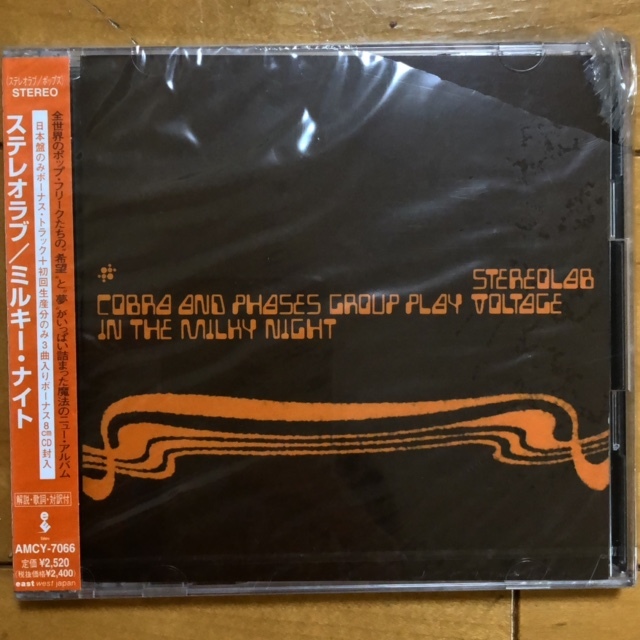 (ステレオラブ/ポップス)
STEREO
ステレオラブ/ミルキー・ナイト
日本盤のみボーナス・トラック+初回生産分のみ3曲入りボーナス8cmCD封入
全世界のポップ・フリークたちの“希望”と“夢”がいっぱい詰まった魔法のニュー・アルバム
解説・歌詞・対訳付
AMCY-7066
定価¥2,520
(税抜価格¥2,400)
east west japan
STEREOLAB
COBRA AND PHASES GROUP PLAY VOLTAGE
IN THE MILKY NIGHT